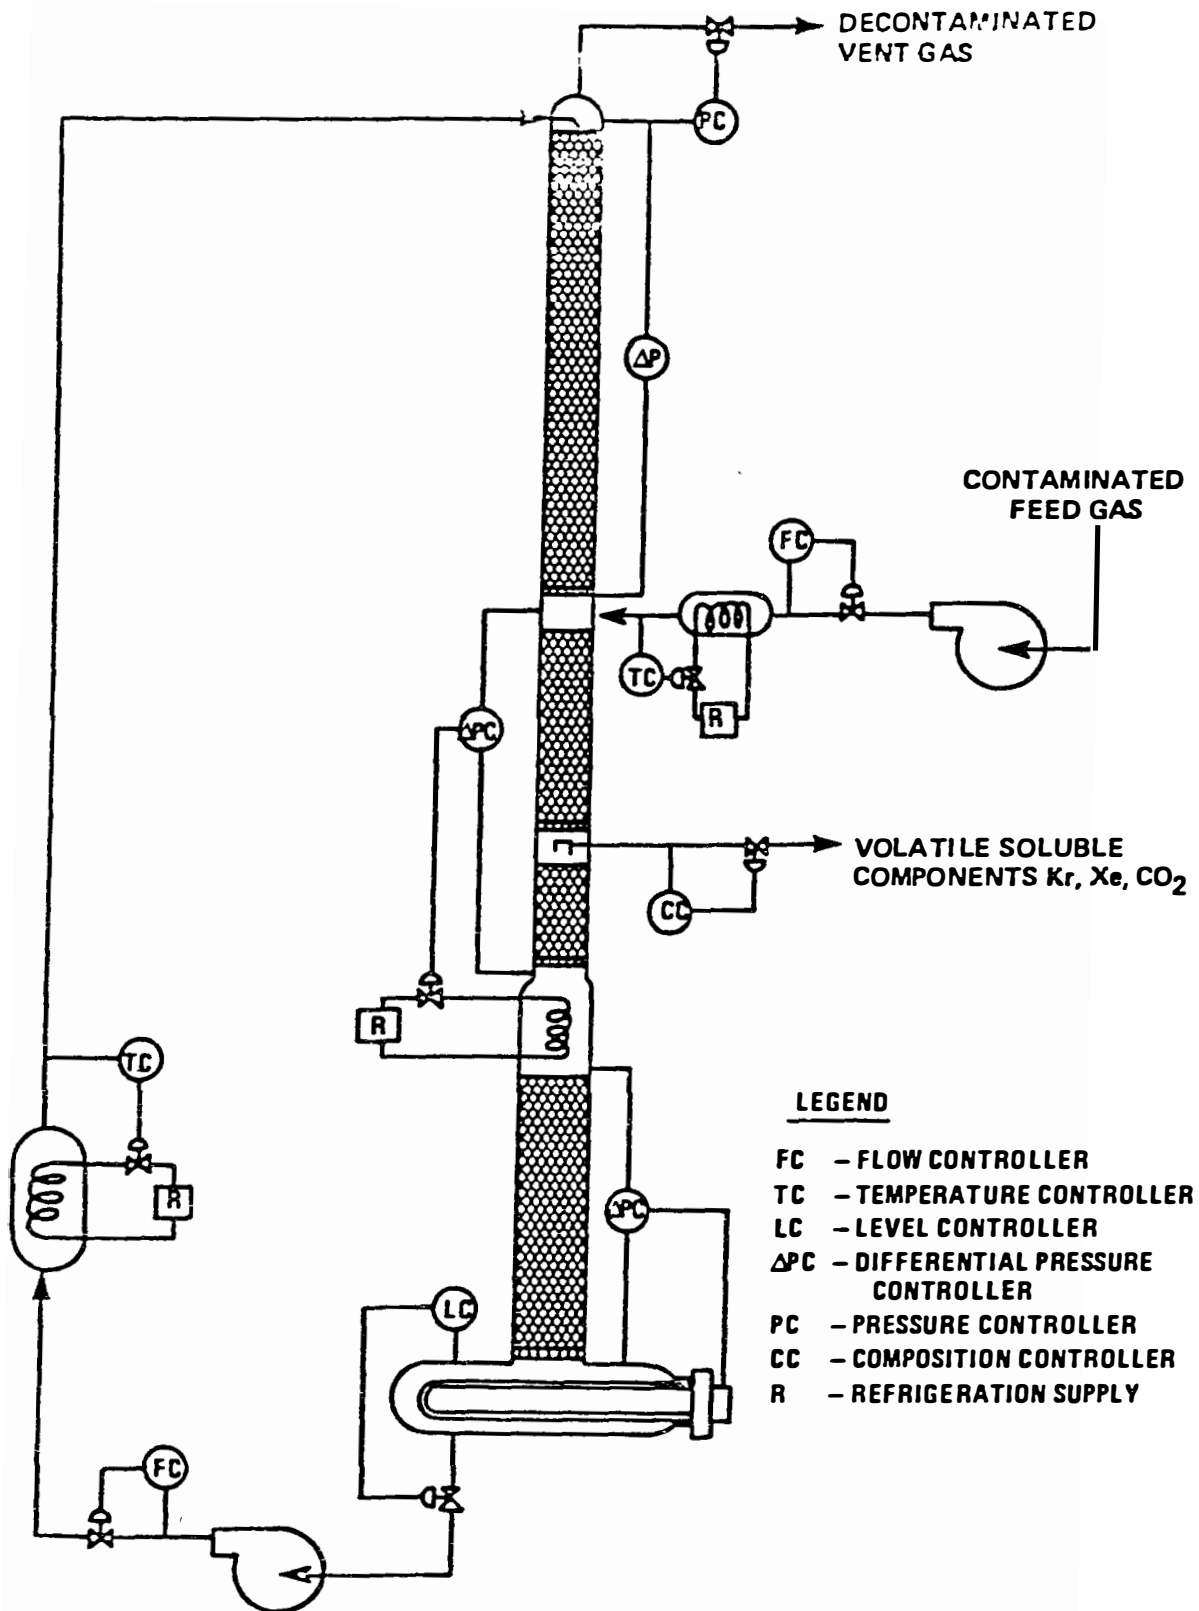 DECONTAMINATED
VENT GAS
PC
ΔP
CONTAMINATED
FEED GAS
FC
TC
R
ΔPC
VOLATILE SOLUBLE
COMPONENTS Kr, Xe, CO2
CC
R
TC
R
ΔPC
LC
FC
LEGEND
FC – FLOW CONTROLLER
TC – TEMPERATURE CONTROLLER
LC – LEVEL CONTROLLER
ΔPC – DIFFERENTIAL PRESSURE
CONTROLLER
PC – PRESSURE CONTROLLER
CC – COMPOSITION CONTROLLER
R – REFRIGERATION SUPPLY